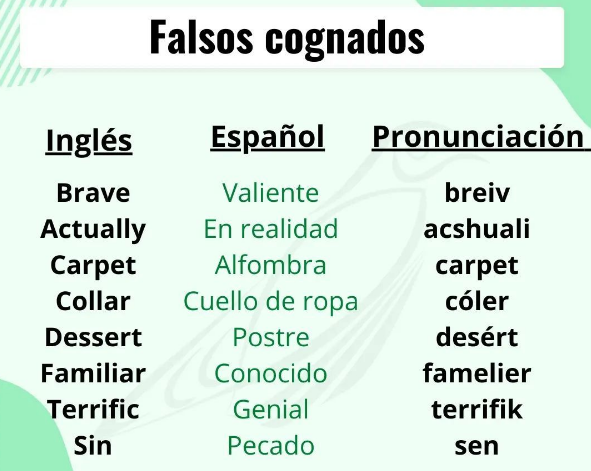 Falsos cognados
Inglés Español Pronunciación
Brave Valiente breiv
Actually En realidad acshuali
Carpet Alfombra carpet
Collar Cuello de ropa cóler
Dessert Postre desért
Familiar Conocido famelier
Terrific Genial terrifik
Sin Pecado sen